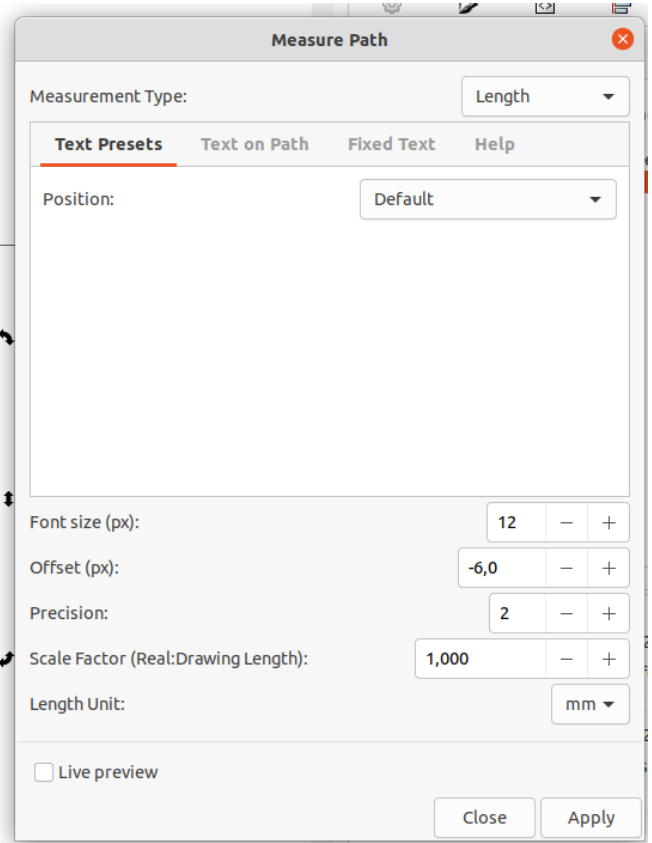 Measure Path
Measurement Type: Length
Text Presets Text on Path Fixed Text Help
Position: Default
Font size (px): 12 − +
Offset (px): -6,0 − +
Precision: 2 − +
Scale Factor (Real:Drawing Length): 1,000 − +
Length Unit: mm
Live preview
Close Apply